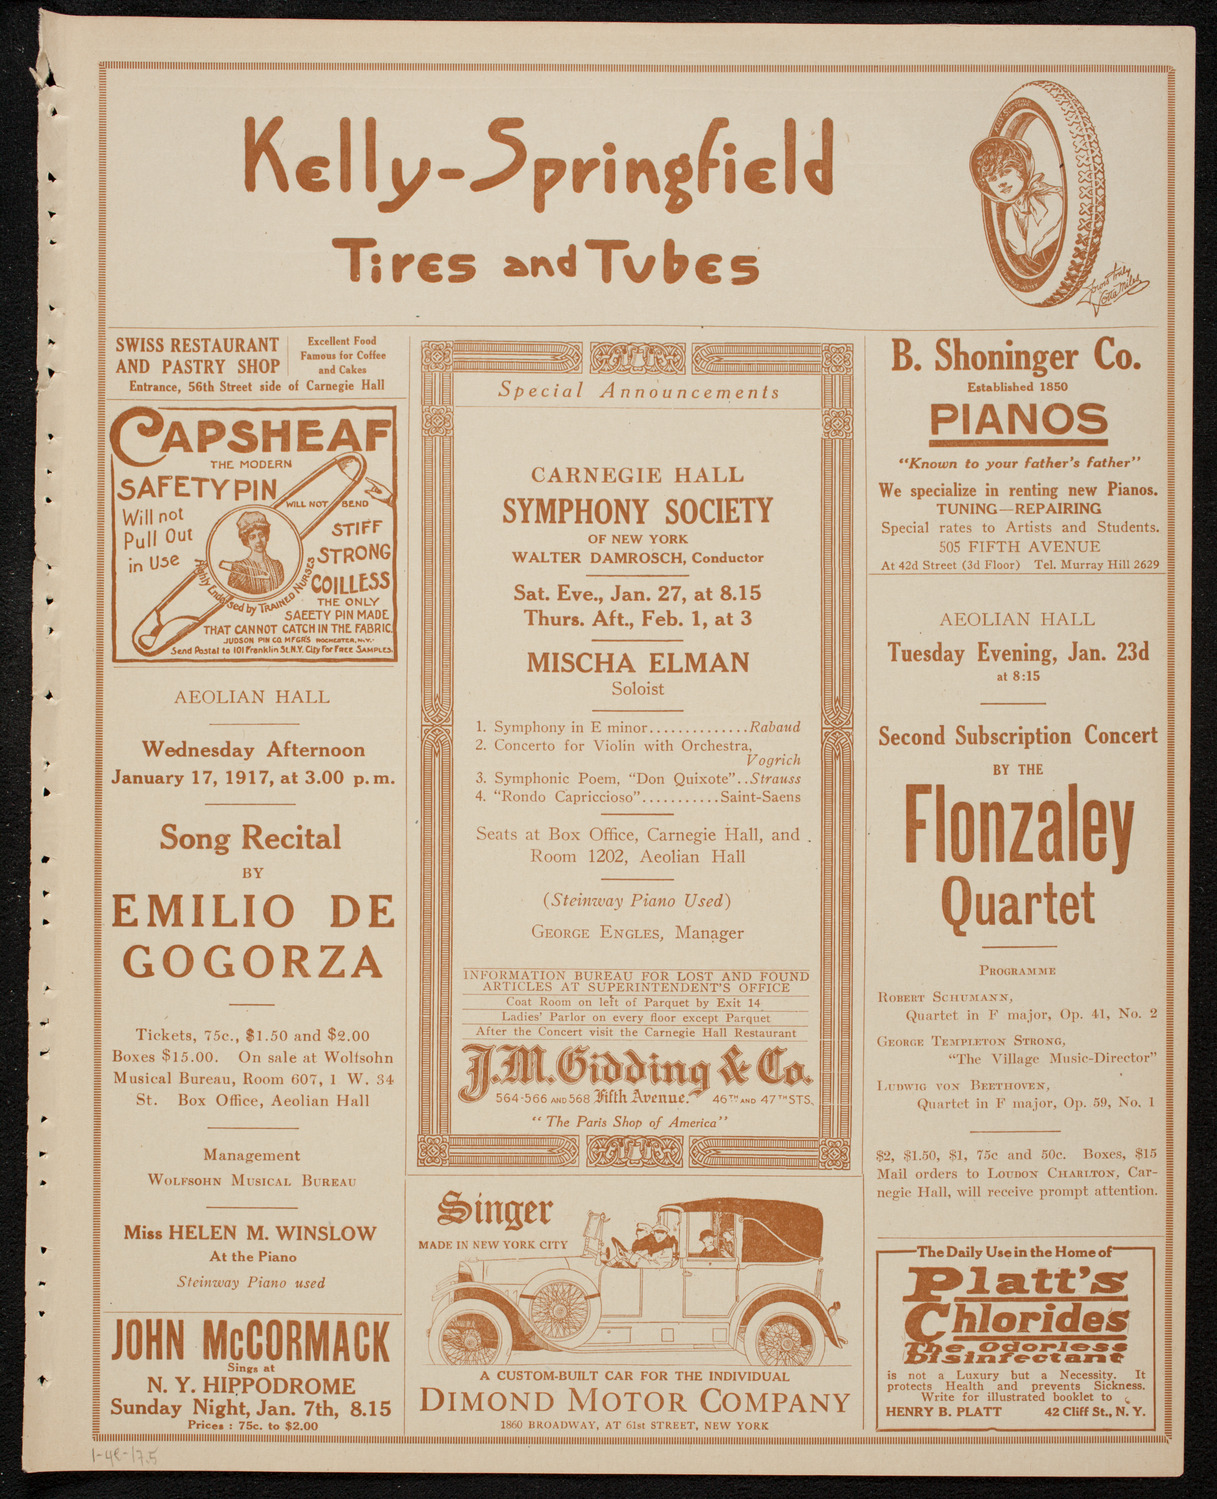 Kelly-Springfield
Tires and Tubes
Yours truly
Lotta Miles
SWISS RESTAURANT
AND PASTRY SHOP
Excellent Food
Famous for Coffee
and Cakes
Entrance, 56th Street side of Carnegie Hall
CAPSHEAF
THE MODERN
SAFETY PIN
WILL NOT BEND
Will not
Pull Out
in Use
STIFF
STRONG
COILLESS
Highly Endorsed by TRAINED NURSES
THE ONLY
SAFETY PIN MADE
THAT CANNOT CATCH IN THE FABRIC.
JUDSON PIN CO. MFGRS ROCHESTER, N.Y.
Send Postal to 101 Franklin St. N.Y. City for Free SAMPLES.
AEOLIAN HALL
Wednesday Afternoon
January 17, 1917, at 3.00 p. m.
Song Recital
BY
EMILIO DE
GOGORZA
Tickets, 75c., $1.50 and $2.00
Boxes $15.00. On sale at Wolfsohn
Musical Bureau, Room 607, 1 W. 34
St. Box Office, Aeolian Hall
Management
WOLFSOHN MUSICAL BUREAU
Miss HELEN M. WINSLOW
At the Piano
Steinway Piano used
JOHN McCORMACK
Sings at
N. Y. HIPPODROME
Sunday Night, Jan. 7th, 8.15
Prices : 75c. to $2.00
Special Announcements
CARNEGIE HALL
SYMPHONY SOCIETY
OF NEW YORK
WALTER DAMROSCH, Conductor
Sat. Eve., Jan. 27, at 8.15
Thurs. Aft., Feb. 1, at 3
MISCHA ELMAN
Soloist
1. Symphony in E minor..............Rabaud
2. Concerto for Violin with Orchestra,
Vogrich
3. Symphonic Poem, "Don Quixote"..Strauss
4. "Rondo Capriccioso"...........Saint-Saens
Seats at Box Office, Carnegie Hall, and
Room 1202, Aeolian Hall
(Steinway Piano Used)
GEORGE ENGLES, Manager
INFORMATION BUREAU FOR LOST AND FOUND
ARTICLES AT SUPERINTENDENT'S OFFICE
Coat Room on left of Parquet by Exit 14
Ladies' Parlor on every floor except Parquet
After the Concert visit the Carnegie Hall Restaurant
J.M. Gidding & Co.
564-566 AND 568 Fifth Avenue. 46TH AND 47TH STS.
"The Paris Shop of America"
Singer
MADE IN NEW YORK CITY
A CUSTOM-BUILT CAR FOR THE INDIVIDUAL
DIMOND MOTOR COMPANY
1860 BROADWAY, AT 61st STREET, NEW YORK
B. Shoninger Co.
Established 1850
PIANOS
"Known to your father's father"
We specialize in renting new Pianos.
TUNING—REPAIRING
Special rates to Artists and Students.
505 FIFTH AVENUE
At 42d Street (3d Floor) Tel. Murray Hill 2629
AEOLIAN HALL
Tuesday Evening, Jan. 23d
at 8:15
Second Subscription Concert
BY THE
Flonzaley
Quartet
PROGRAMME
ROBERT SCHUMANN,
Quartet in F major, Op. 41, No. 2
GEORGE TEMPLETON STRONG,
"The Village Music-Director"
LUDWIG VON BEETHOVEN,
Quartet in F major, Op. 59, No. 1
$2, $1.50, $1, 75c and 50c. Boxes, $15
Mail orders to LOUDON CHARLTON, Car-
negie Hall, will receive prompt attention.
The Daily Use in the Home of
Platt's
Chlorides
The Odorless
Disinfectant
is not a Luxury but a Necessity. It
protects Health and prevents Sickness.
Write for illustrated booklet to
HENRY B. PLATT 42 Cliff St., N. Y.